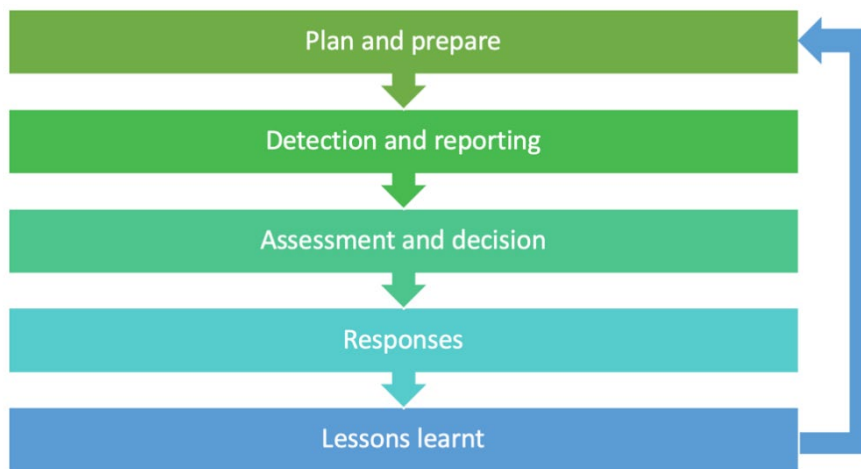 Plan and prepare
Detection and reporting
Assessment and decision
Responses
Lessons learnt